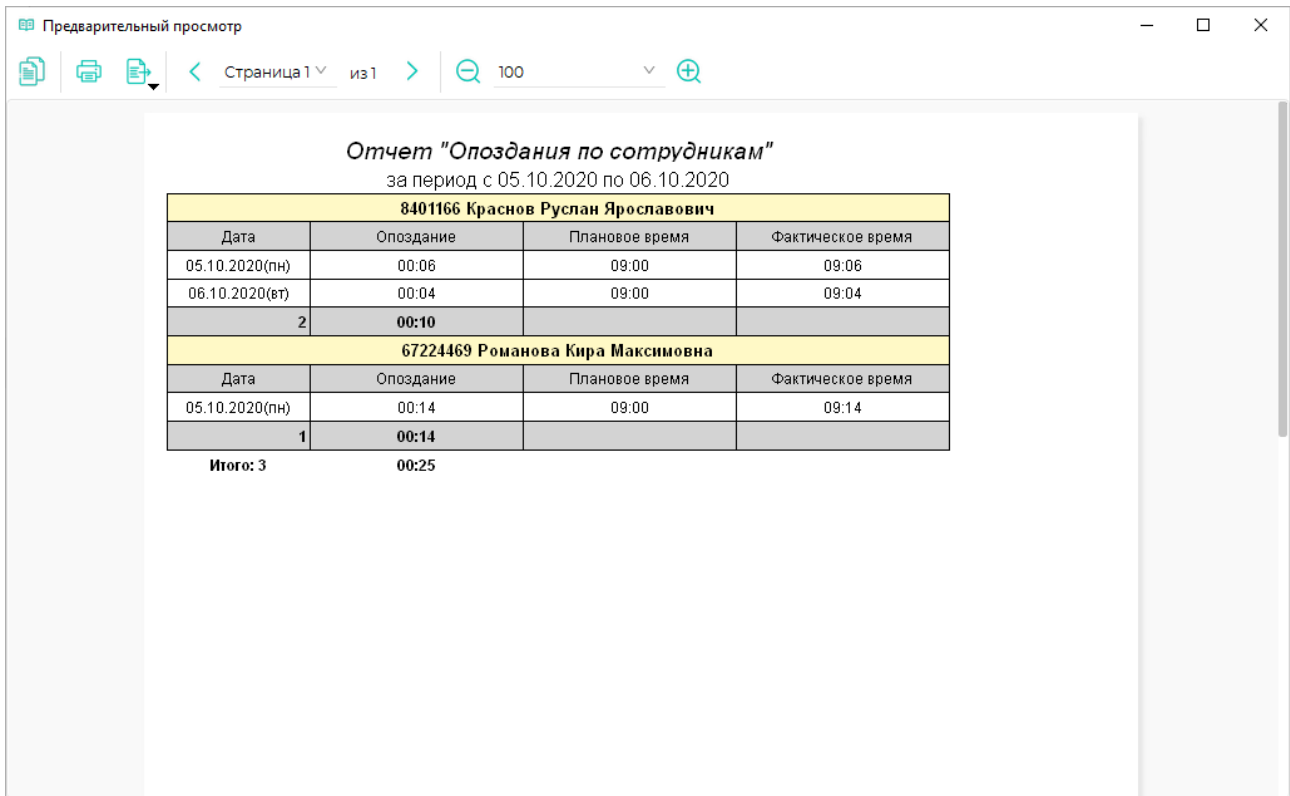 Предварительный просмотр
Страница 1 из 1 100
Отчет "Опоздания по сотрудникам"
за период с 05.10.2020 по 06.10.2020
8401166 Краснов Руслан Ярославович
Дата Опоздание Плановое время Фактическое время
05.10.2020(пн) 00:06 09:00 09:06
06.10.2020(вт) 00:04 09:00 09:04
2 00:10
67224469 Романова Кира Максимовна
Дата Опоздание Плановое время Фактическое время
05.10.2020(пн) 00:14 09:00 09:14
1 00:14
Итого: 3 00:25